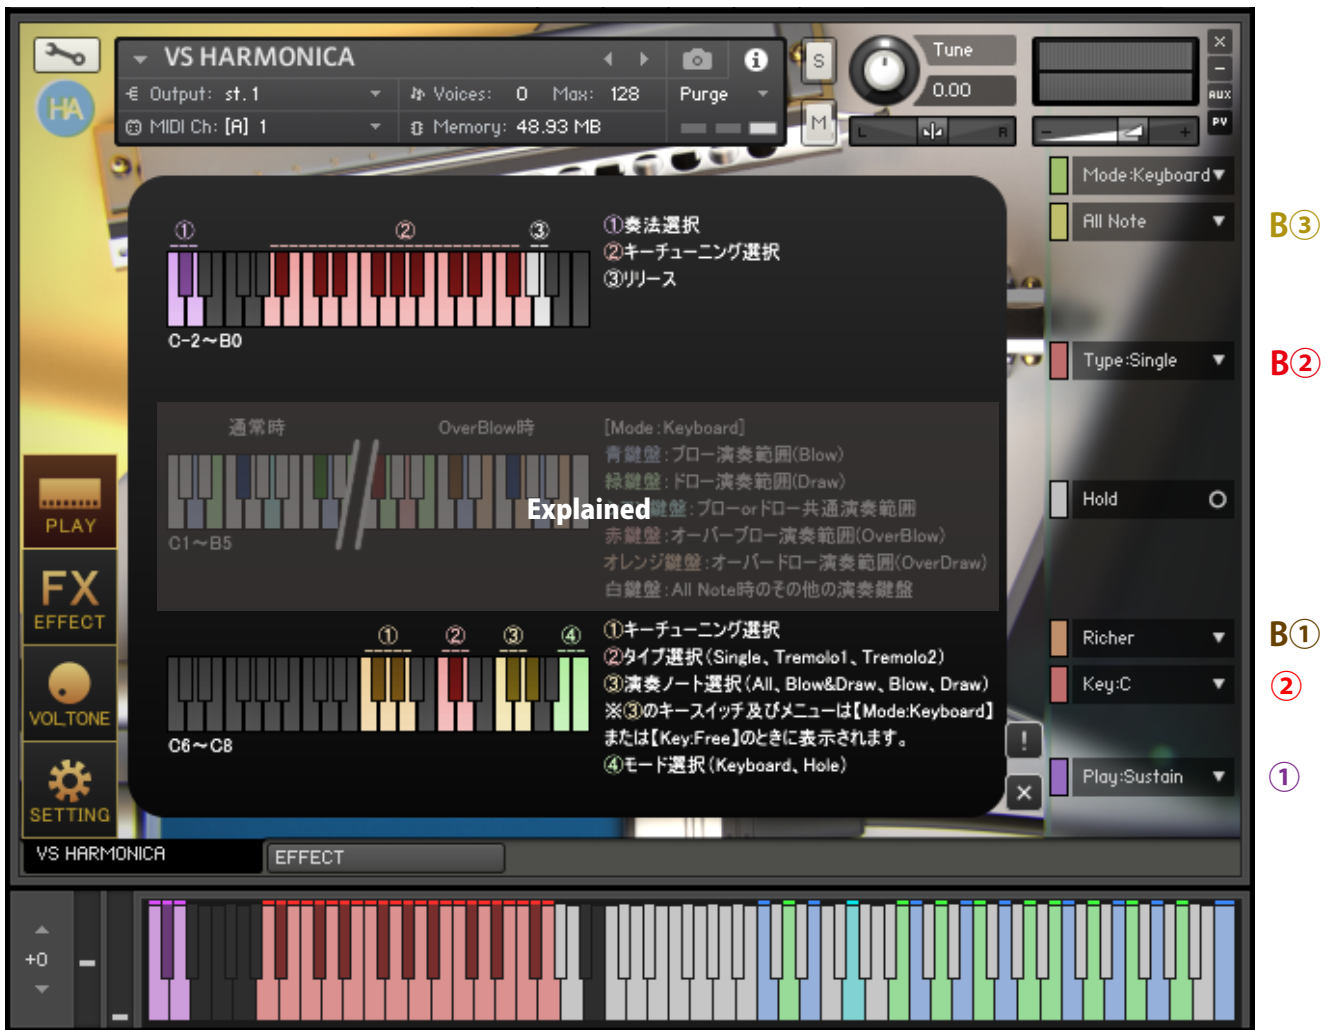 VS HARMONICA
Output: st.1
Voices: 0 Max: 128
Purge
MIDI Ch: [A] 1
Memory: 48.93 MB
S
M
Tune
0.00
L
R
-
+
×
-
AUX
PV
HA
Mode:Keyboard
All Note
B③
Type:Single
B②
Hold
Richer
B①
Key:C
②
Play:Sustain
①
①
②
③
①奏法選択
②キーチューニング選択
③リリース
C-2~B0
通常時
OverBlow時
[Mode:Keyboard]
青鍵盤:ブロー演奏範囲(Blow)
緑鍵盤:ドロー演奏範囲(Draw)
Explained
鍵盤:ブローorドロー共通演奏範囲
C1~B5
赤鍵盤:オーバーブロー演奏範囲(OverBlow)
オレンジ鍵盤:オーバードロー演奏範囲(OverDraw)
白鍵盤:All Note時のその他の演奏鍵盤
①
②
③
④
①キーチューニング選択
②タイプ選択(Single、Tremolo1、Tremolo2)
③演奏ノート選択(All、Blow&Draw、Blow、Draw)
※③のキースイッチ及びメニューは【Mode:Keyboard】
または【Key:Free】のときに表示されます。
④モード選択(Keyboard、Hole)
C6~C8
!
×
PLAY
FX
EFFECT
VOL,TONE
SETTING
VS HARMONICA
EFFECT
+0